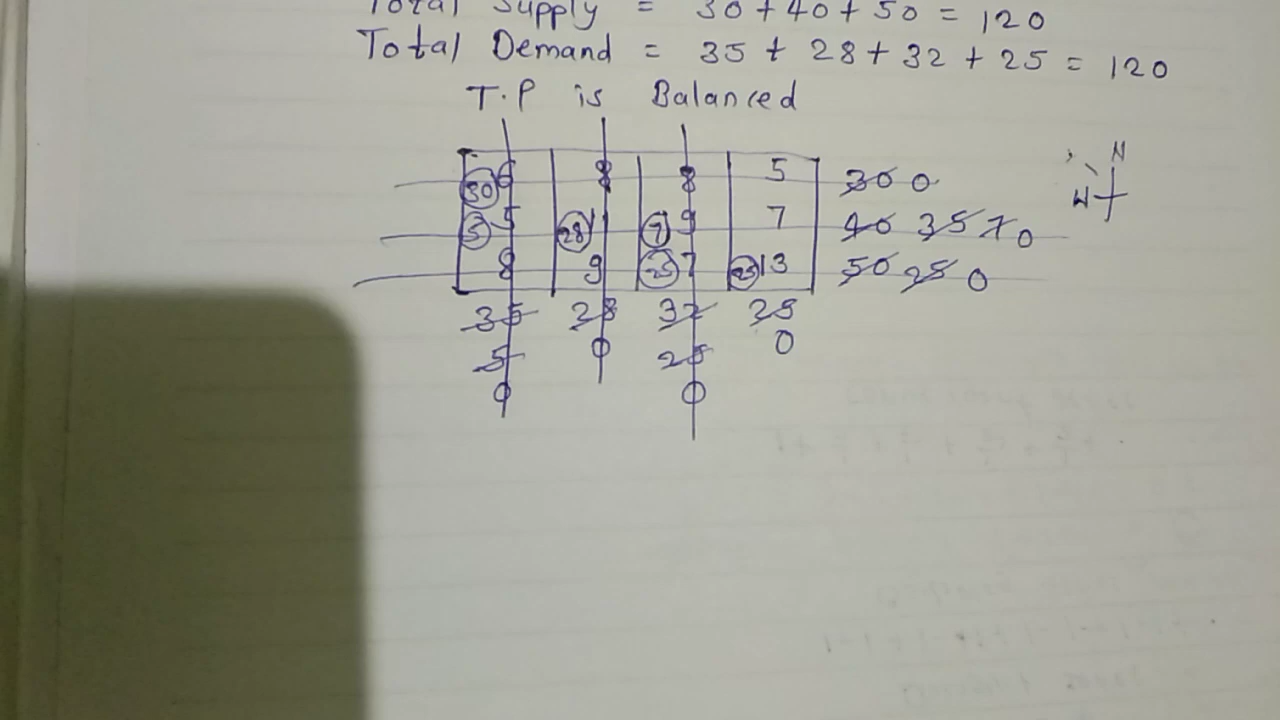 Total Supply = 30 + 40 + 50 = 120
Total Demand = 35 + 28 + 32 + 25 = 120
T.P is Balanced
N
30 6 8 8 5 30 0
W
5 5 28 11 7 9 7 40 35 7 0
8 9 25 7 25 13 50 25 0
35 28 32 25
5 0 25 0
0 0